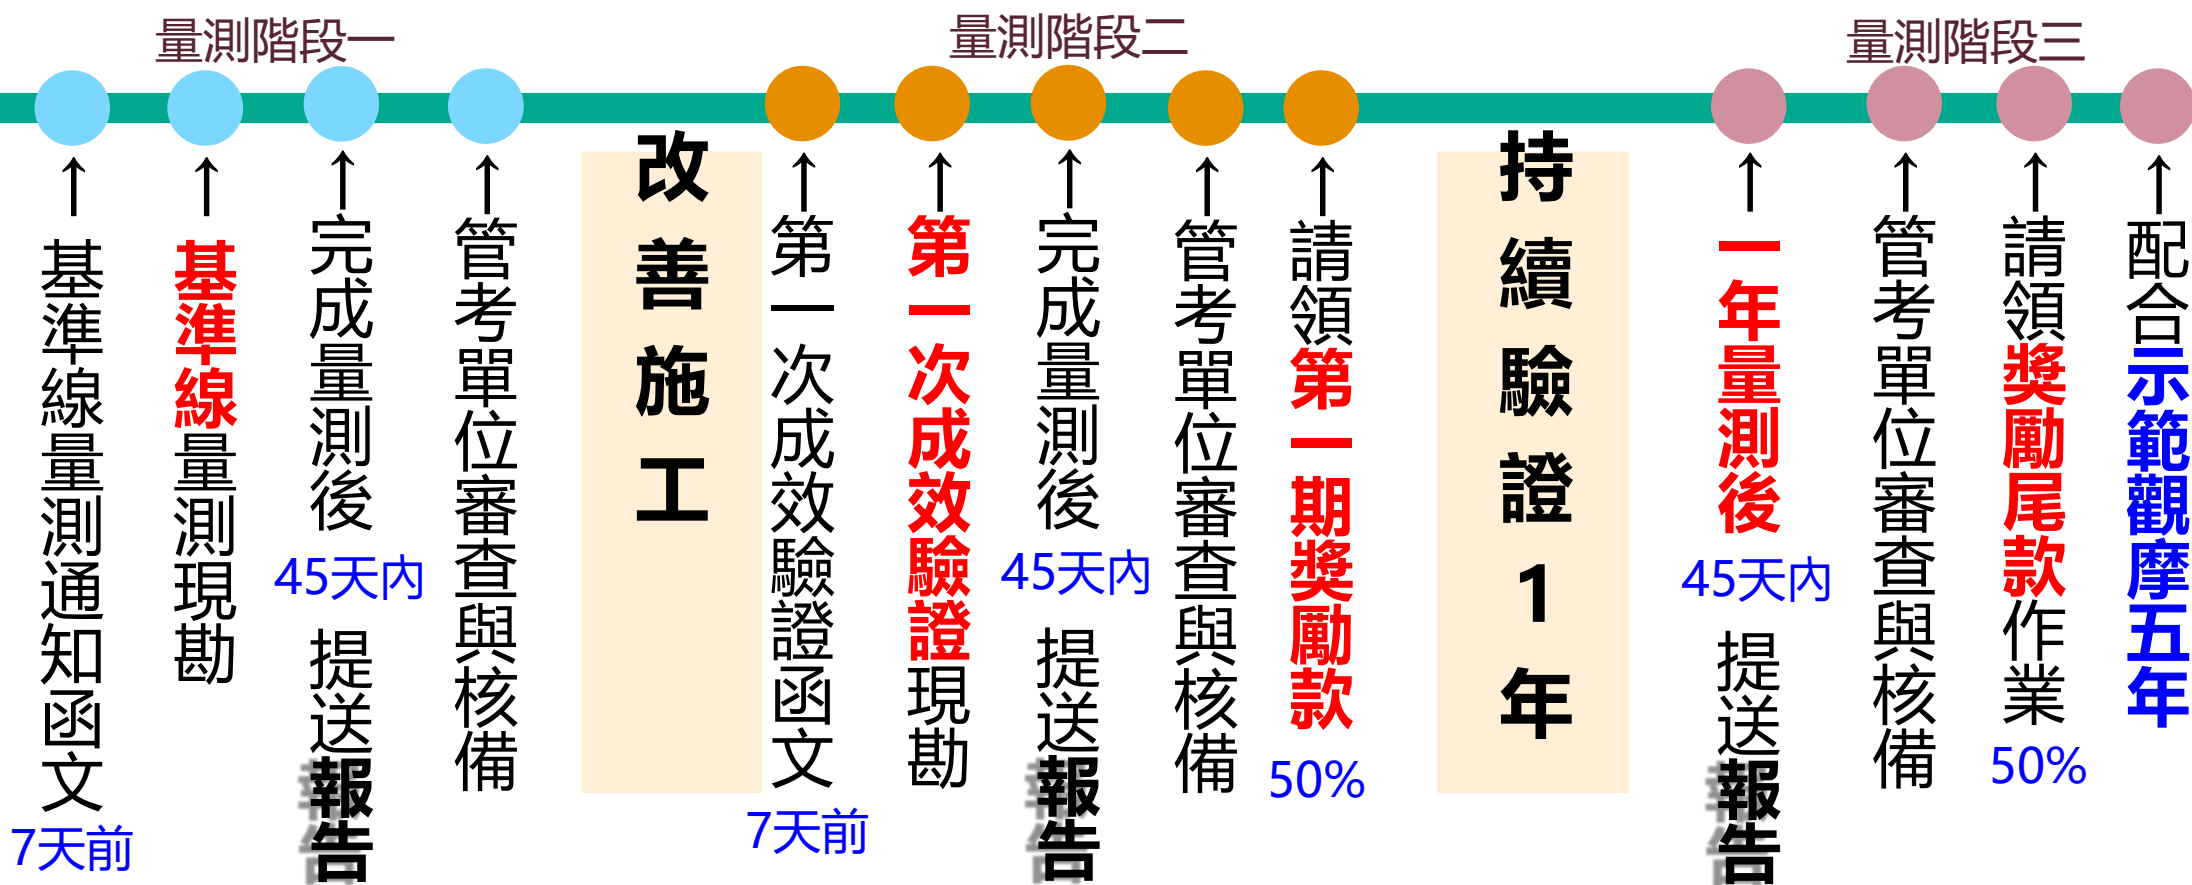 量測階段一
量測階段二
量測階段三
基準線量測通知函文
7天前
基準線量測現勘
完成量測後
45天內
提送報告
管考單位審查與核備
改善施工
第一次成效驗證函文
7天前
第一次成效驗證現勘
完成量測後
45天內
提送報告
管考單位審查與核備
請領第一期獎勵款
50%
持續驗證1年
一年量測後
45天內
提送報告
管考單位審查與核備
請領獎勵尾款作業
50%
配合示範觀摩五年